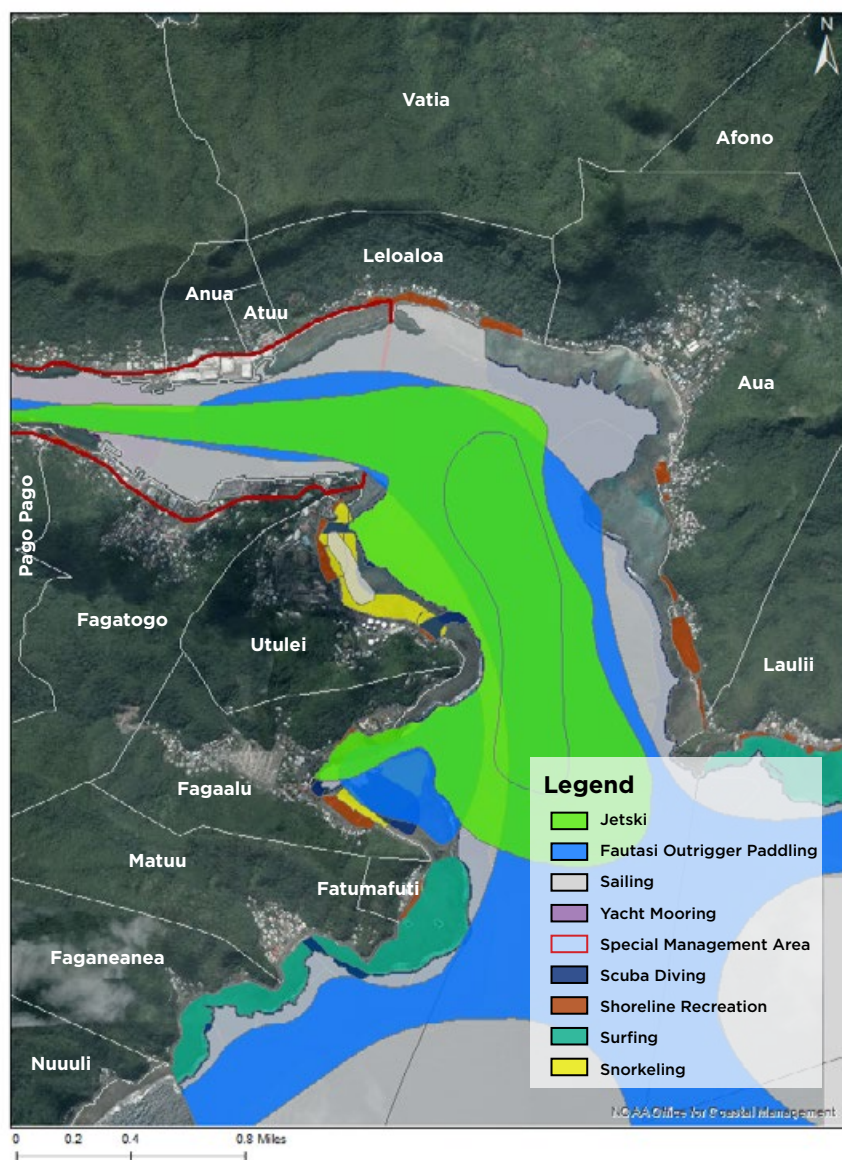 N
Vatia
Afono
Leloaloa
Anua
Atuu
Aua
Pago Pago
Fagatogo
Utulei
Laulii
Fagaalu
Matuu
Fatumafuti
Faganeanea
Nuuuli
Legend
Jetski
Fautasi Outrigger Paddling
Sailing
Yacht Mooring
Special Management Area
Scuba Diving
Shoreline Recreation
Surfing
Snorkeling
NOAA Office for Coastal Management
0 0.2 0.4 0.8 Miles